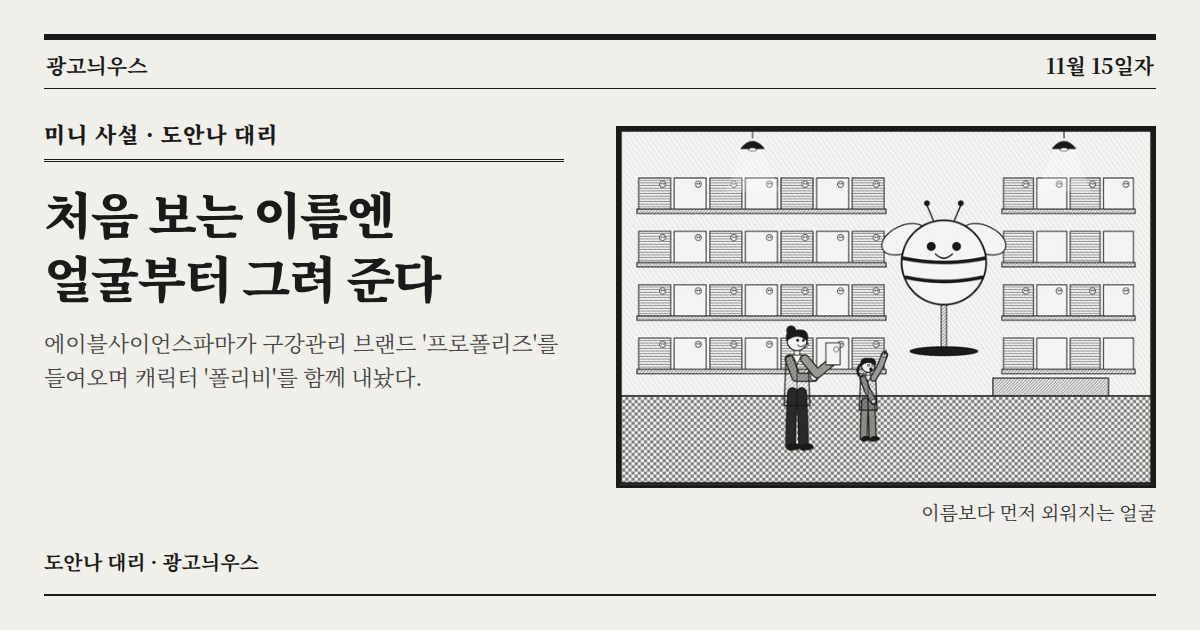 광고늬우스
11월 15일자
미니 사설 · 도안나 대리
처음 보는 이름엔
얼굴부터 그려 준다
에이블사이언스파마가 구강관리 브랜드 '프로폴리즈'를
들여오며 캐릭터 '폴리비'를 함께 내놨다.
이름보다 먼저 외워지는 얼굴
도안나 대리 · 광고늬우스